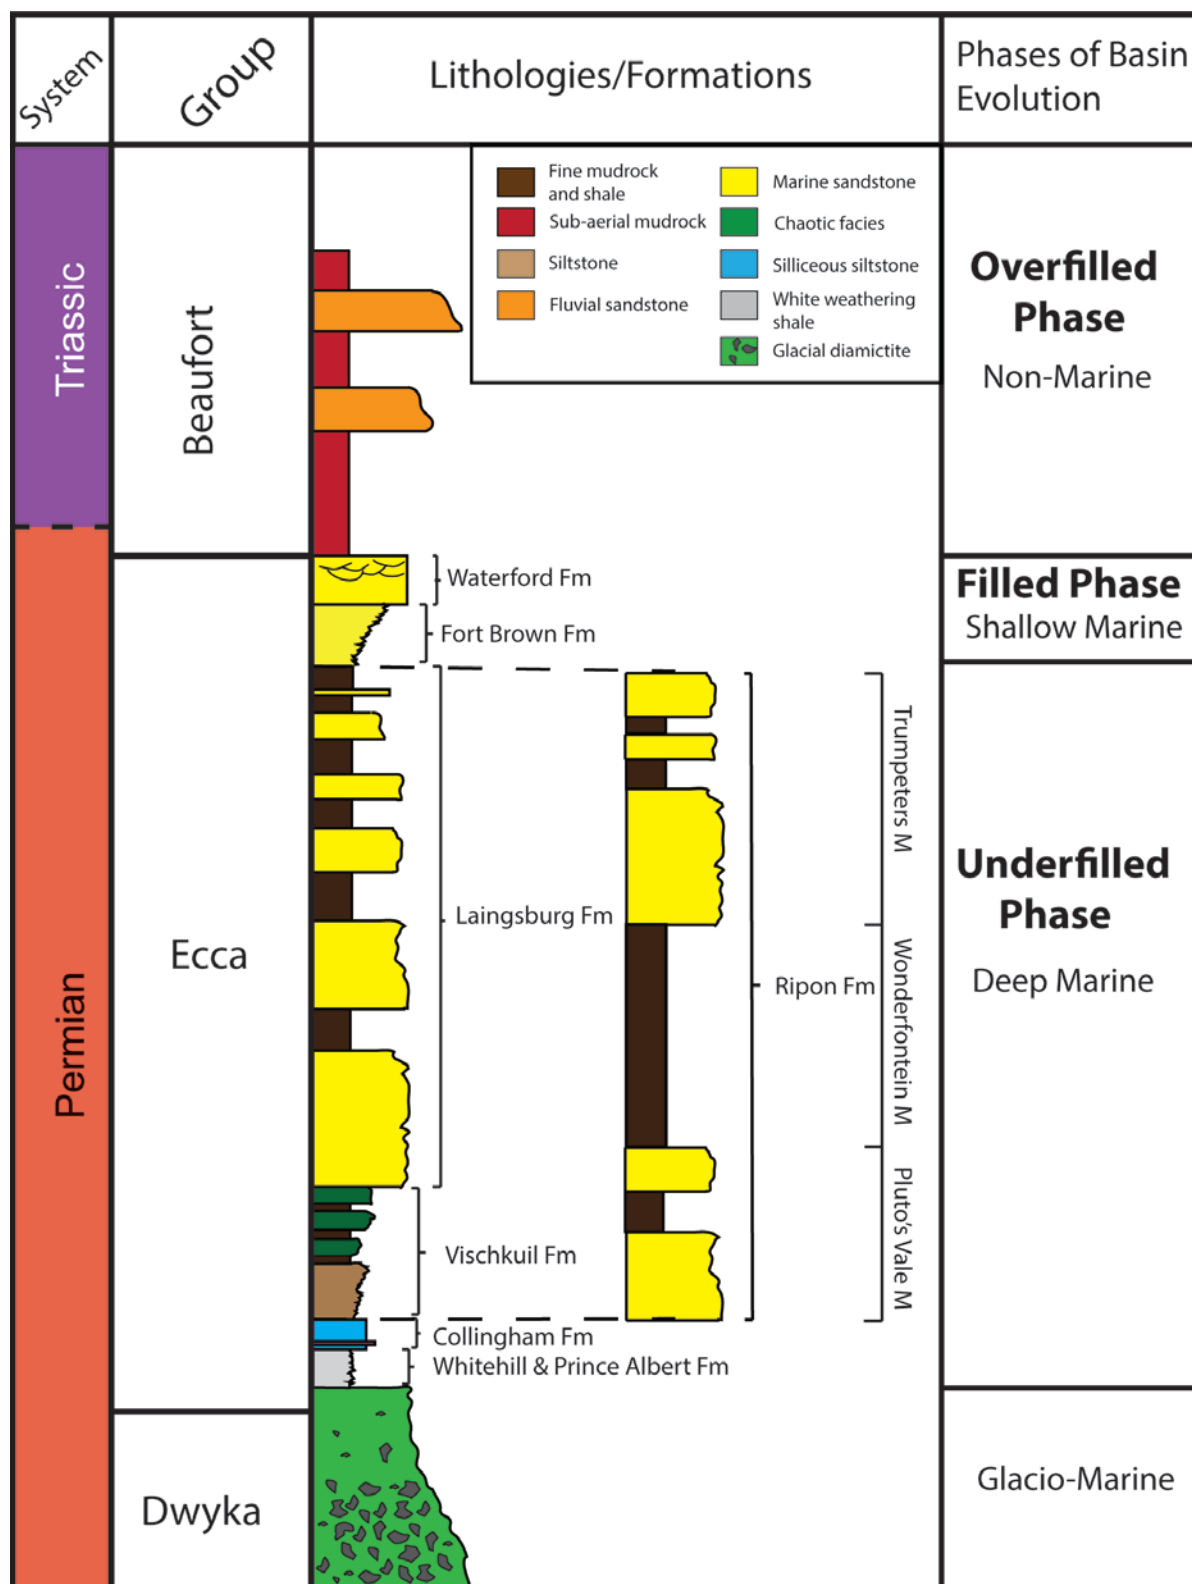 System
Group
Lithologies/Formations
Phases of Basin
Evolution
Fine mudrock
and shale
Sub-aerial mudrock
Siltstone
Fluvial sandstone
Marine sandstone
Chaotic facies
Silliceous siltstone
White weathering
shale
Glacial diamictite
Triassic
Permian
Beaufort
Ecca
Dwyka
Waterford Fm
Fort Brown Fm
Laingsburg Fm
Vischkuil Fm
Collingham Fm
Whitehill & Prince Albert Fm
Ripon Fm
Trumpeters M
Wonderfontein M
Pluto's Vale M
Overfilled
Phase
Non-Marine
Filled Phase
Shallow Marine
Underfilled
Phase
Deep Marine
Glacio-Marine